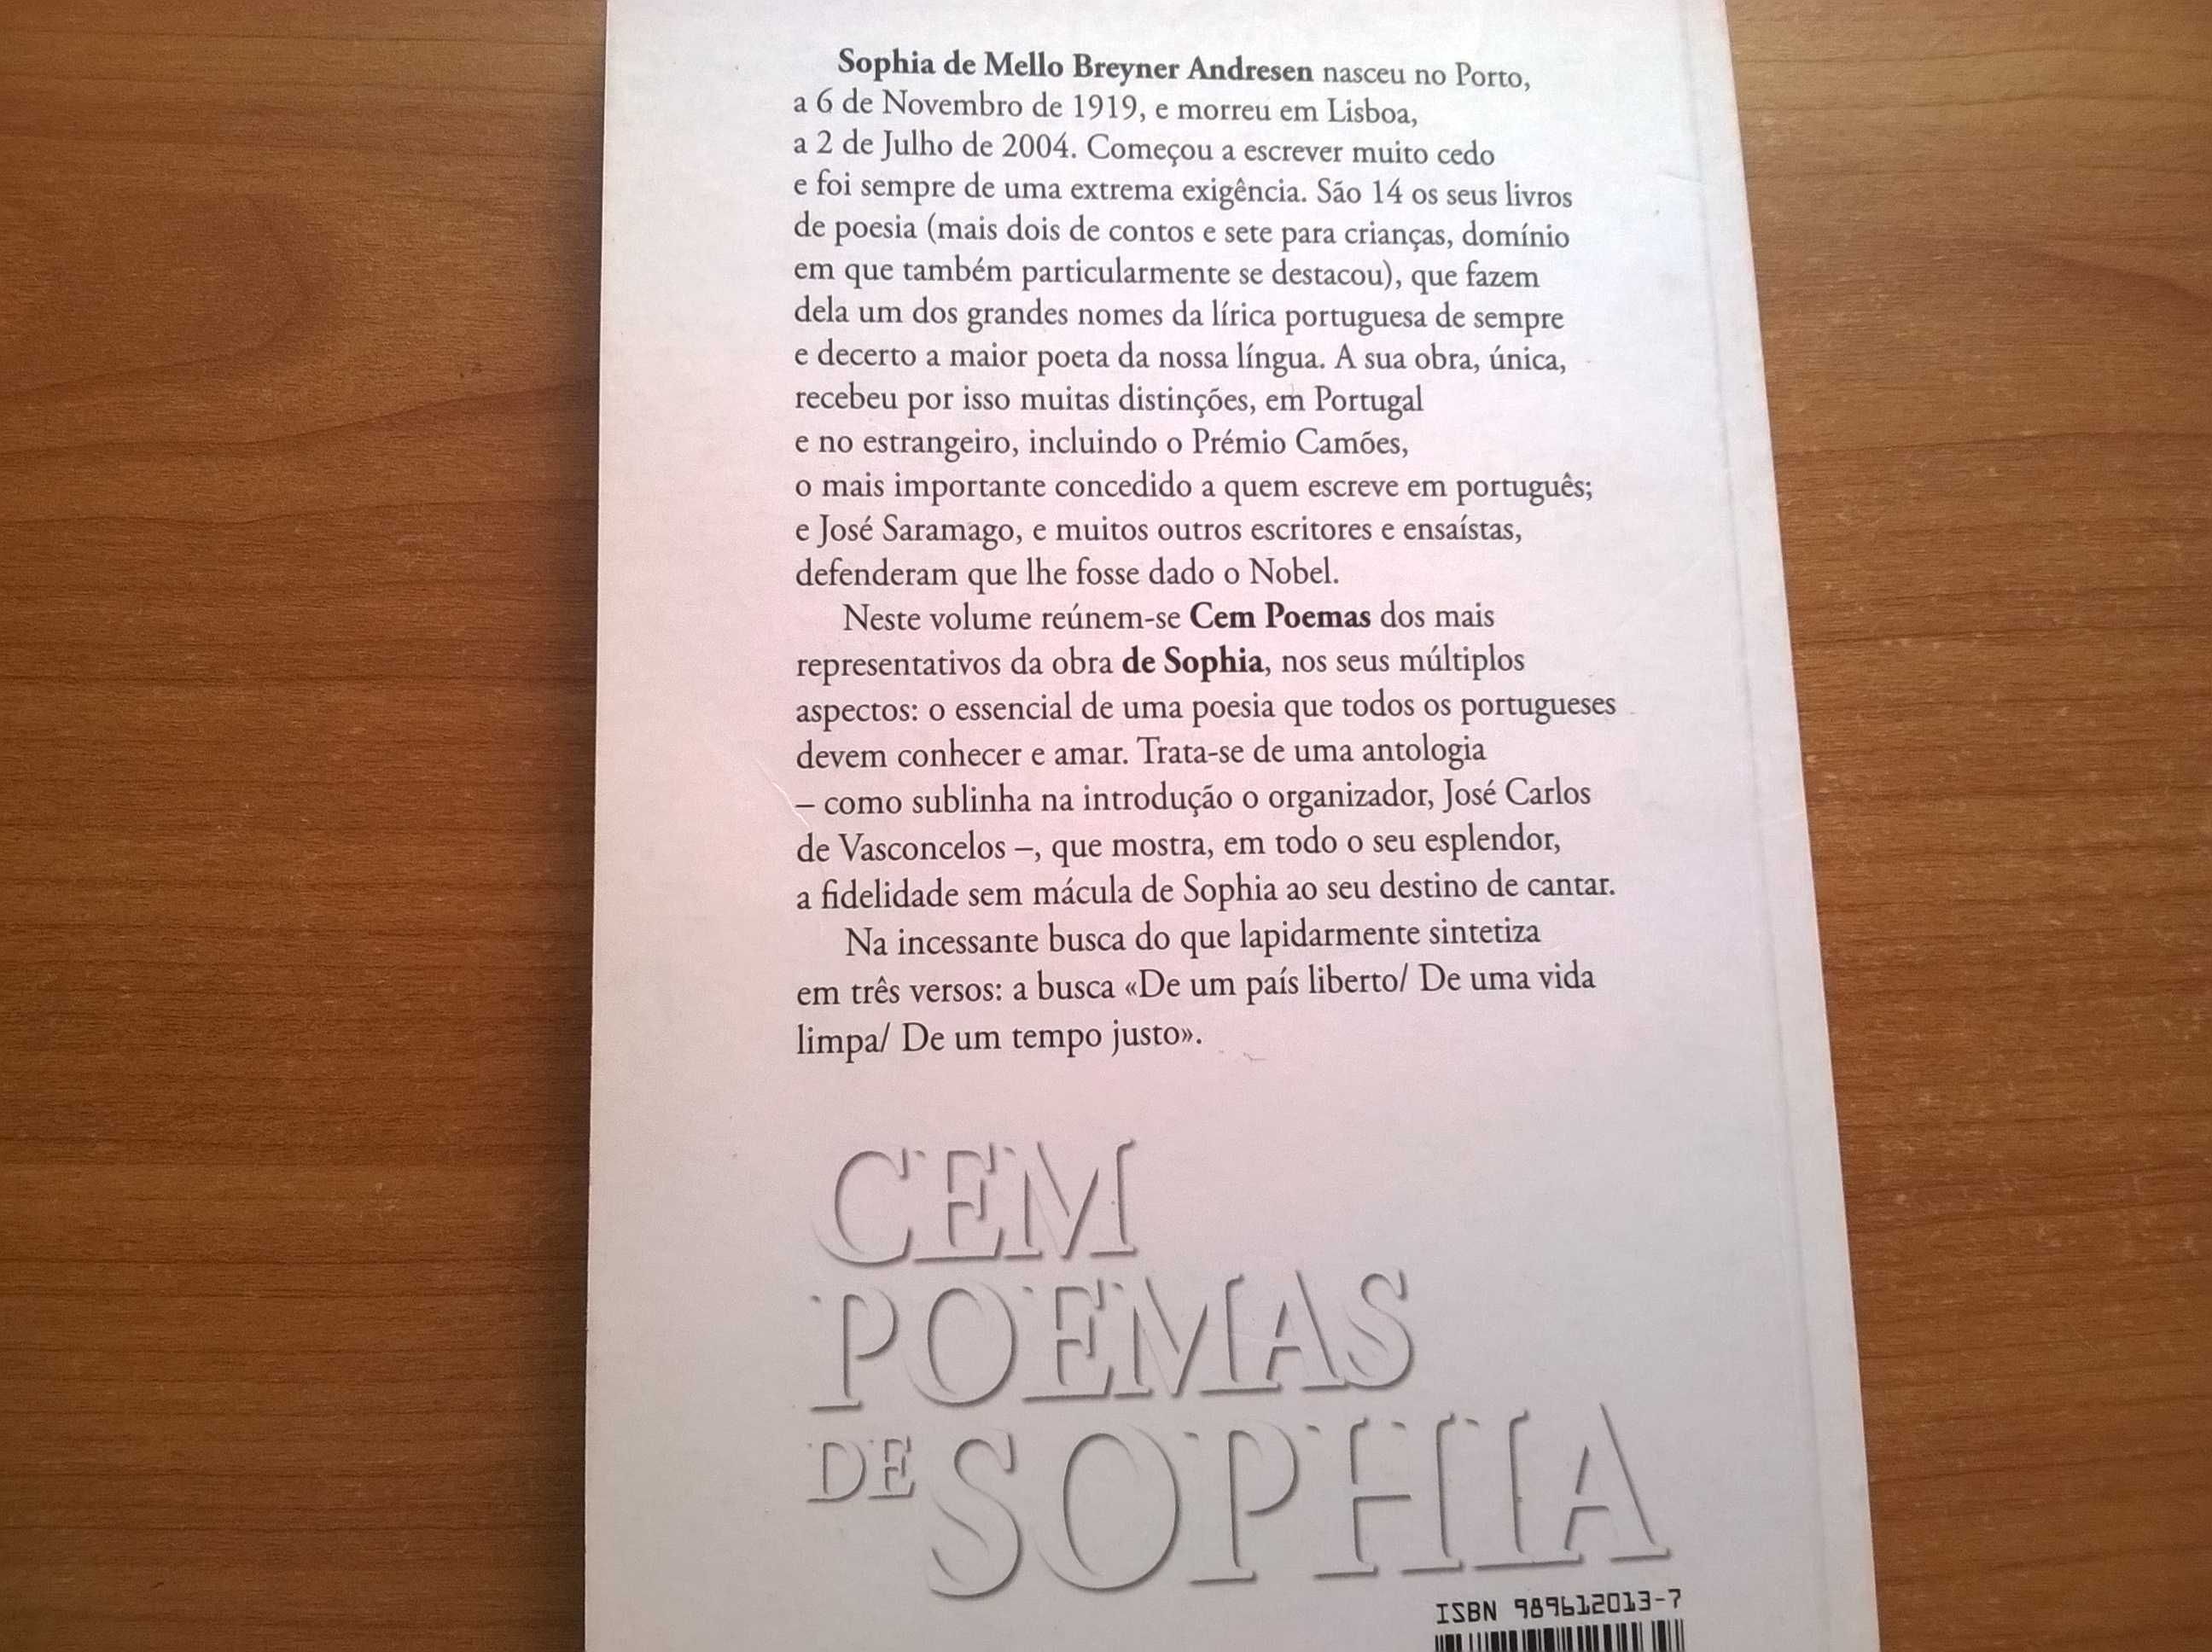 Sophia de Mello Breyner Andresen nasceu no Porto,
a 6 de Novembro de 1919, e morreu em Lisboa,
a 2 de Julho de 2004. Começou a escrever muito cedo
e foi sempre de uma extrema exigência. São 14 os seus livros
de poesia (mais dois de contos e sete para crianças, domínio
em que também particularmente se destacou), que fazem
dela um dos grandes nomes da lírica portuguesa de sempre
e decerto a maior poeta da nossa língua. A sua obra, única,
recebeu por isso muitas distinções, em Portugal
e no estrangeiro, incluindo o Prémio Camões,
o mais importante concedido a quem escreve em português;
e José Saramago, e muitos outros escritores e ensaístas,
defenderam que lhe fosse dado o Nobel.
Neste volume reúnem-se Cem Poemas dos mais
representativos da obra de Sophia, nos seus múltiplos
aspectos: o essencial de uma poesia que todos os portugueses
devem conhecer e amar. Trata-se de uma antologia
– como sublinha na introdução o organizador, José Carlos
de Vasconcelos –, que mostra, em todo o seu esplendor,
a fidelidade sem mácula de Sophia ao seu destino de cantar.
Na incessante busca do que lapidarmente sintetiza
em três versos: a busca «De um país liberto/ De uma vida
limpa/ De um tempo justo».
CEM
POEMAS
DE SOPHIA
ISBN 989612013-7